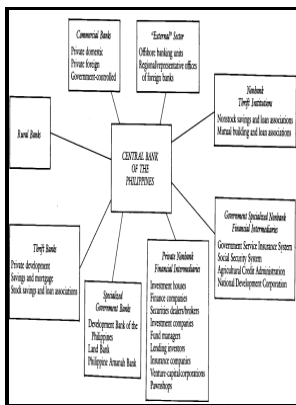 Commercial Banks
Private domestic
Private foreign
Government-controlled
"External" Sector
Offshore banking units
Regional/representative offices
of foreign banks
Nonbank
Thrift Institutions
Nonstock savings and loan associations
Mutual building and loan associations
Rural Banks
CENTRAL BANK
OF THE
PHILIPPINES
Government Specialized Nonbank
Financial Intermediaries
Government Service Insurance System
Social Security System
Agricultural Credit Administration
National Development Corporation
Thrift Banks
Private development
Savings and mortgage
Stock savings and loan associations
Specialized
Government Banks
Development Bank of the
Philippines
Land Bank
Philippine Amanah Bank
Private Nonbank
Financial Intermediaries
Investment houses
Finance companies
Securities dealers/brokers
Investment companies
Fund managers
Lending investors
Insurance companies
Venture capital corporations
Pawnshops